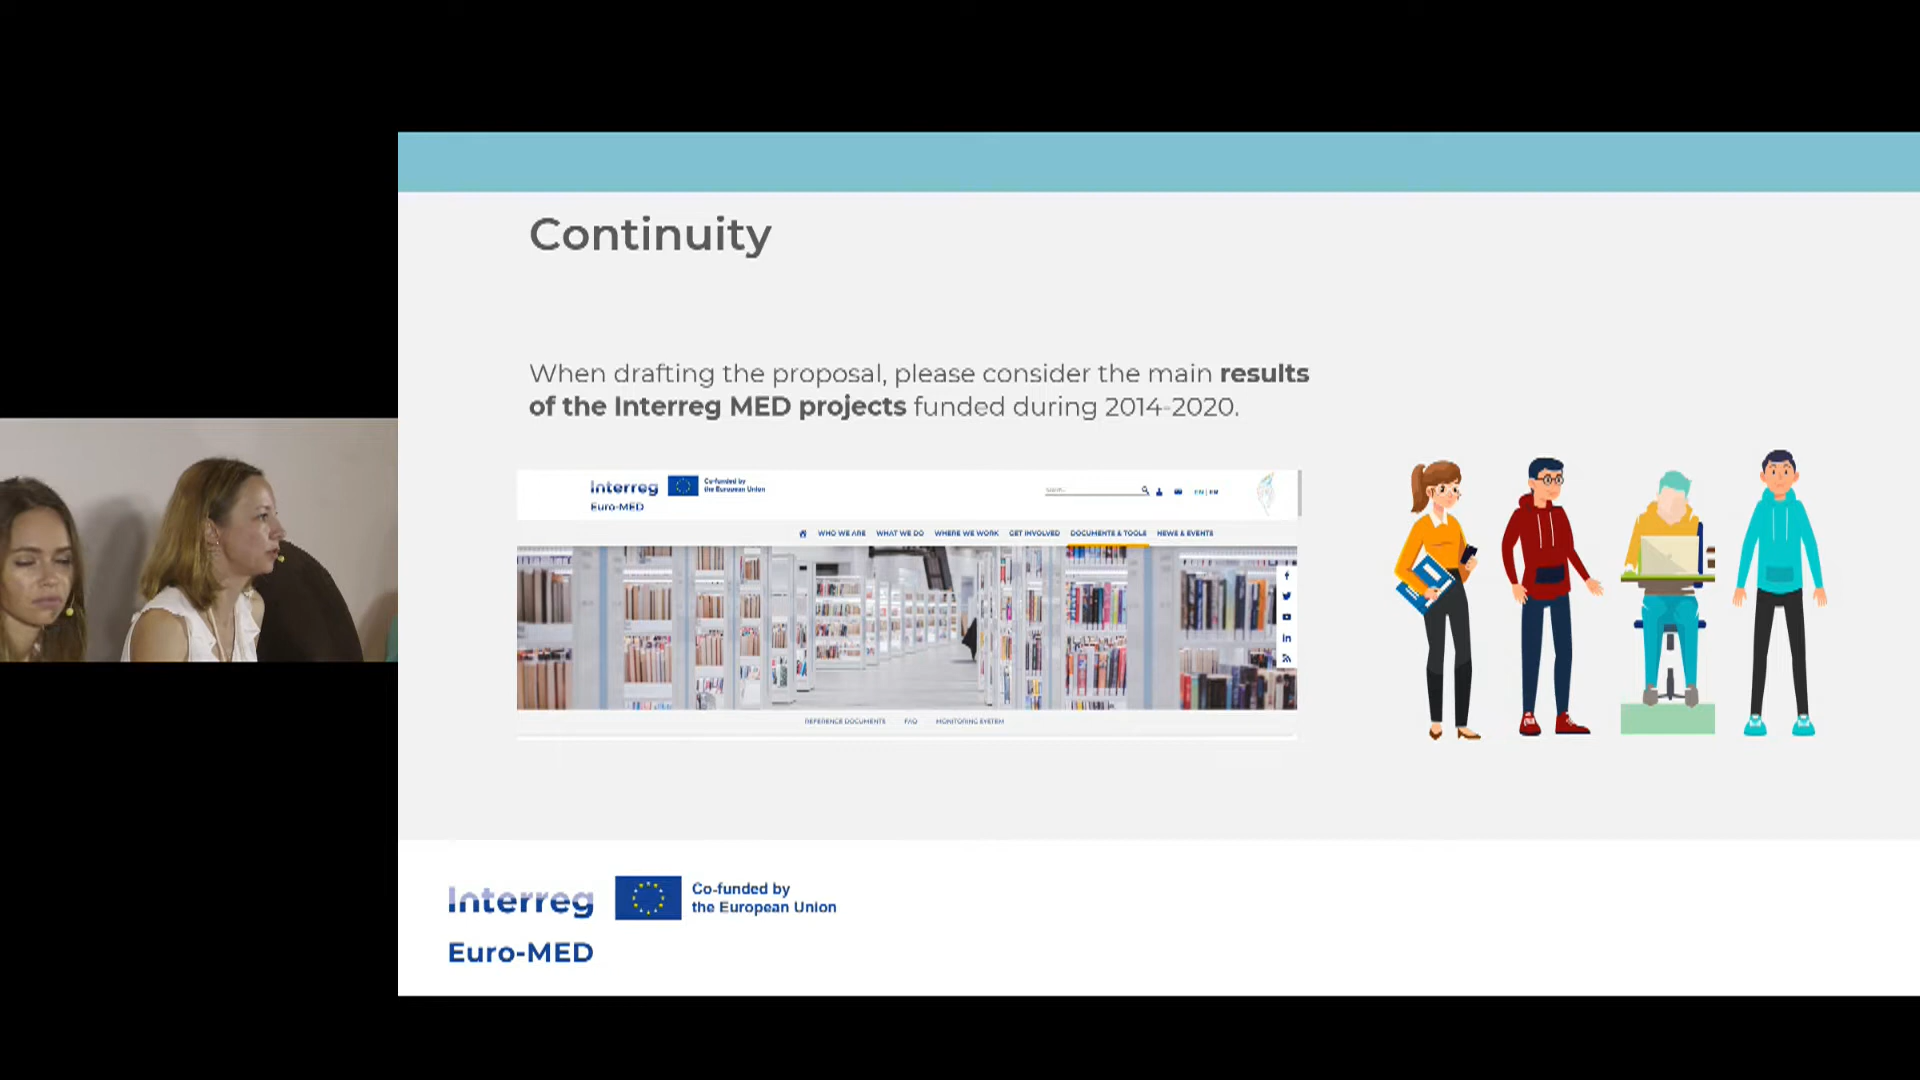 Continuity
When drafting the proposal, please consider the main results
of the Interreg MED projects funded during 2014-2020.
Interreg
Co-funded by
the European Union
Euro-MED
Search...
EN | FR
WHO WE ARE WHAT WE DO WHERE WE WORK GET INVOLVED DOCUMENTS & TOOLS NEWS & EVENTS
REFERENCE DOCUMENTS FAQ MONITORING SYSTEM
Interreg
Co-funded by
the European Union
Euro-MED